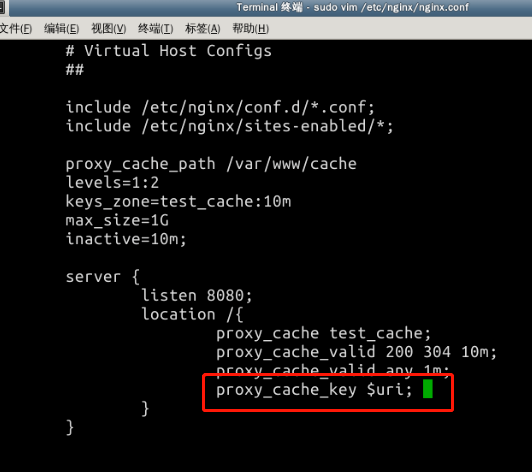 Terminal 终端 - sudo vim /etc/nginx/nginx.conf
文件(F) 编辑(E) 视图(V) 终端(T) 标签(A) 帮助(H)
# Virtual Host Configs
##
include /etc/nginx/conf.d/*.conf;
include /etc/nginx/sites-enabled/*;
proxy_cache_path /var/www/cache
levels=1:2
keys_zone=test_cache:10m
max_size=1G
inactive=10m;
server {
listen 8080;
location /{
proxy_cache test_cache;
proxy_cache_valid 200 304 10m;
proxy_cache_valid any 1m;
proxy_cache_key $uri;
}
}